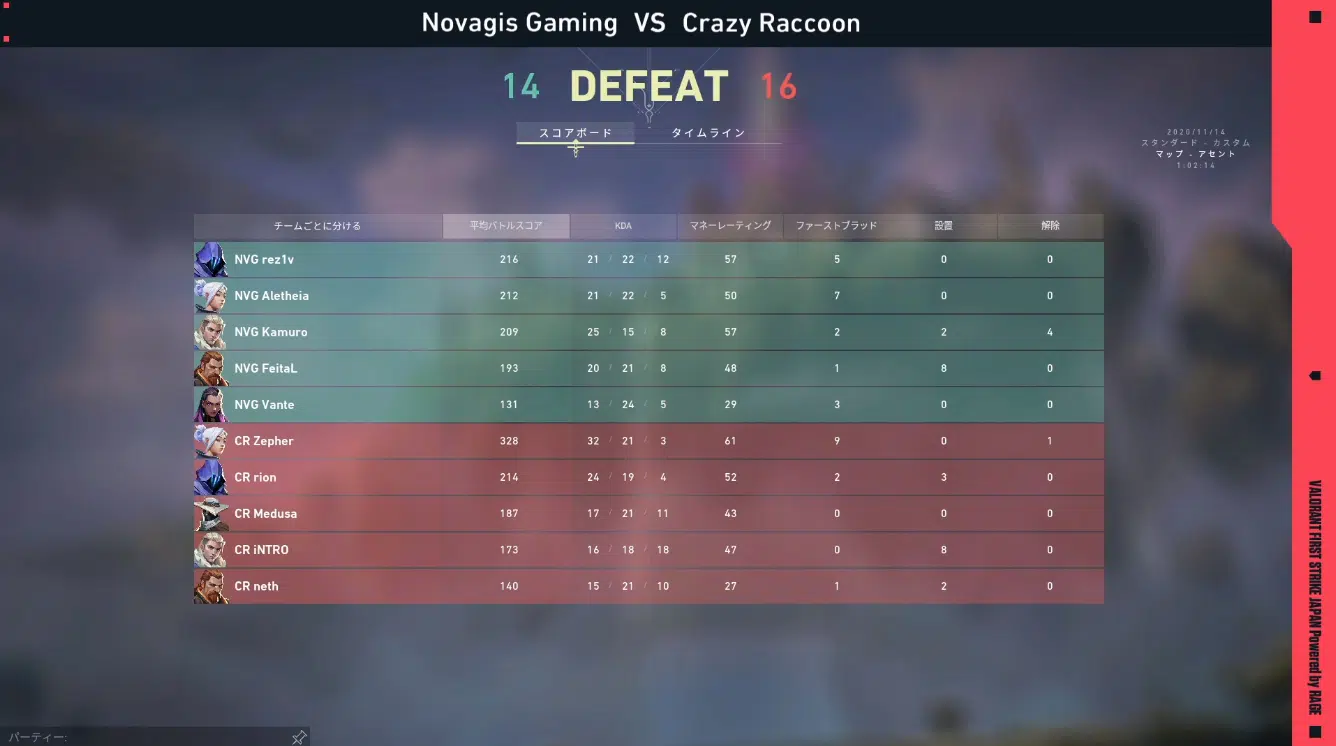 Novagis Gaming VS Crazy Raccoon
14 DEFEAT 16
スコアボード タイムライン
2020/11/14
スタンダード - カスタム
マップ - アセント
1:02:14
チームごとに分ける 平均バトルスコア KDA マネーレーティング ファーストブラッド 設置 解除
NVG rez1v 216 21 / 22 / 12 57 5 0 0
NVG Aletheia 212 21 / 22 / 5 50 7 0 0
NVG Kamuro 209 25 / 15 / 8 57 2 2 4
NVG FeitaL 193 20 / 21 / 8 48 1 8 0
NVG Vante 131 13 / 24 / 5 29 3 0 0
CR Zepher 328 32 / 21 / 3 61 9 0 1
CR rion 214 24 / 19 / 4 52 2 3 0
CR Medusa 187 17 / 21 / 11 43 0 0 0
CR iNTRO 173 16 / 18 / 18 47 0 8 0
CR neth 140 15 / 21 / 10 27 1 2 0
VALORANT FIRST STRIKE JAPAN Powered by RAGE
パーティー: